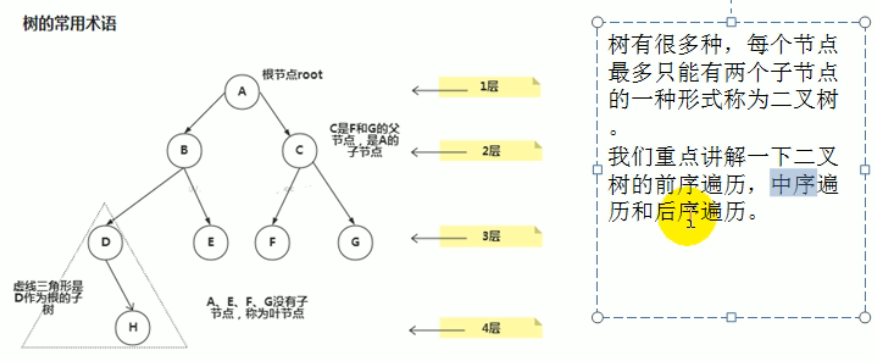 树的常用术语
根节点root
A
1层
B
C
C是F和G的父
节点，是A的
子节点
2层
D
E
F
G
3层
虚线三角形是
D作为根的子
树
H
A、E、F、G没有子
节点，称为叶节点
4层
树有很多种，每个节点
最多只能有两个子节点
的一种形式称为二叉树
。
我们重点讲解一下二叉
树的前序遍历，中序遍
历和后序遍历。